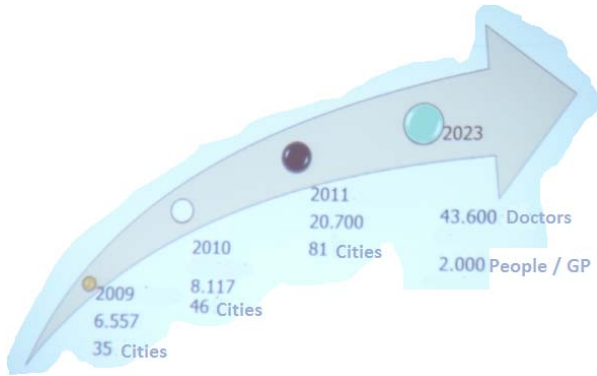 2009
6.557
35 Cities
2010
8.117
46 Cities
2011
20.700
81 Cities
2023
43.600 Doctors
2.000 People / GP